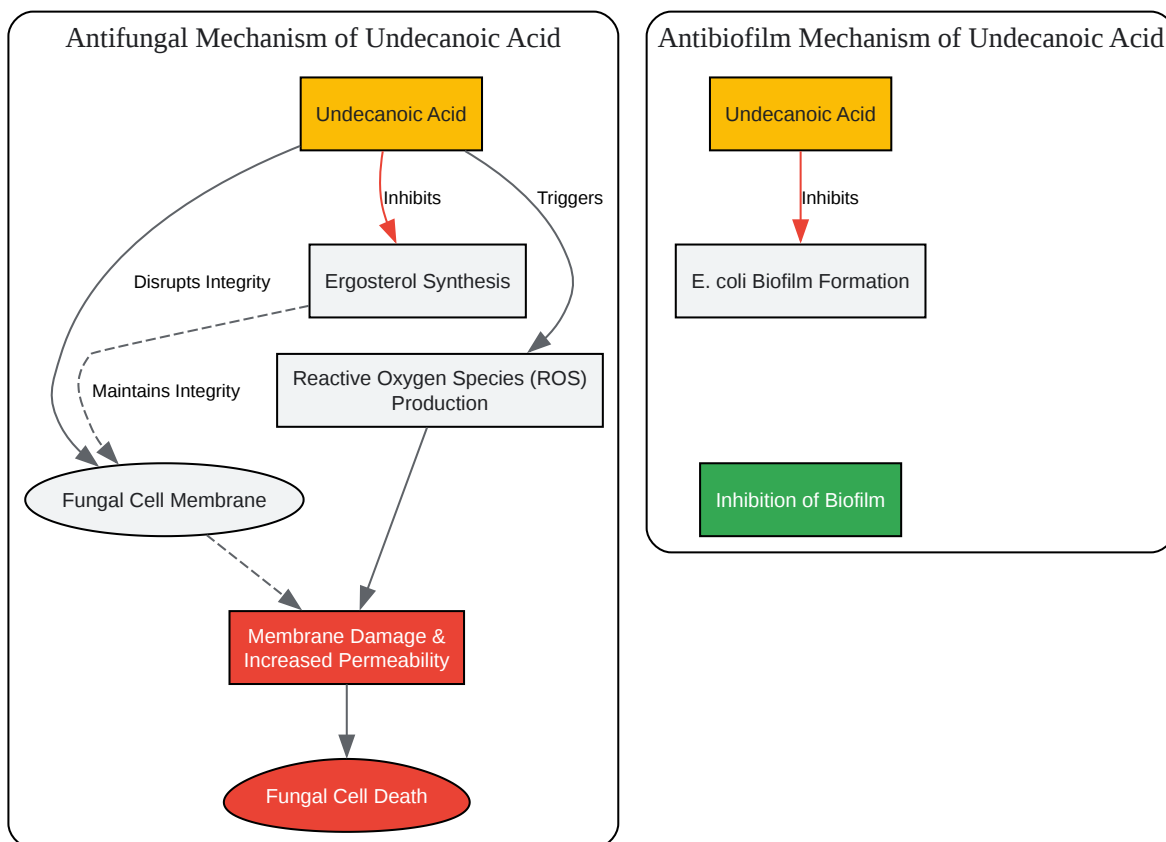 Antifungal Mechanism of Undecanoic Acid
Undecanoic Acid
Inhibits
Triggers
Ergosterol Synthesis
Disrupts Integrity
Reactive Oxygen Species (ROS)
Production
Maintains Integrity
Fungal Cell Membrane
Membrane Damage &
Increased Permeability
Fungal Cell Death
Antibiofilm Mechanism of Undecanoic Acid
Undecanoic Acid
Inhibits
E. coli Biofilm Formation
Inhibition of Biofilm